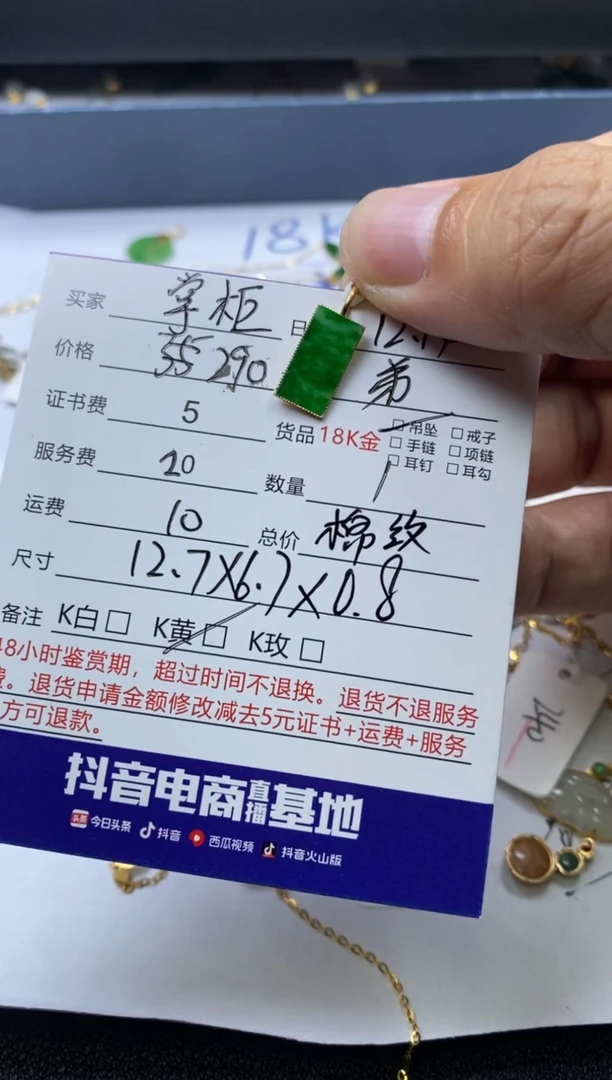 18K
买家 掌柜 日 12.1
价格 55 290 弟
证书费 5 货品 18K金 □吊坠 □戒子
□手链 □项链
□耳钉 □耳勾
服务费 20 数量 1
运费 10 总价 棉纹
尺寸 12.7X6.7X0.8
备注 K白□ K黄□ K玫□
48小时鉴赏期，超过时间不退换。退货不退服务
费。退货申请金额修改减去5元证书+运费+服务
方可退款。
抖音电商直播基地
头条 今日头条 抖音 西瓜视频 抖音火山版